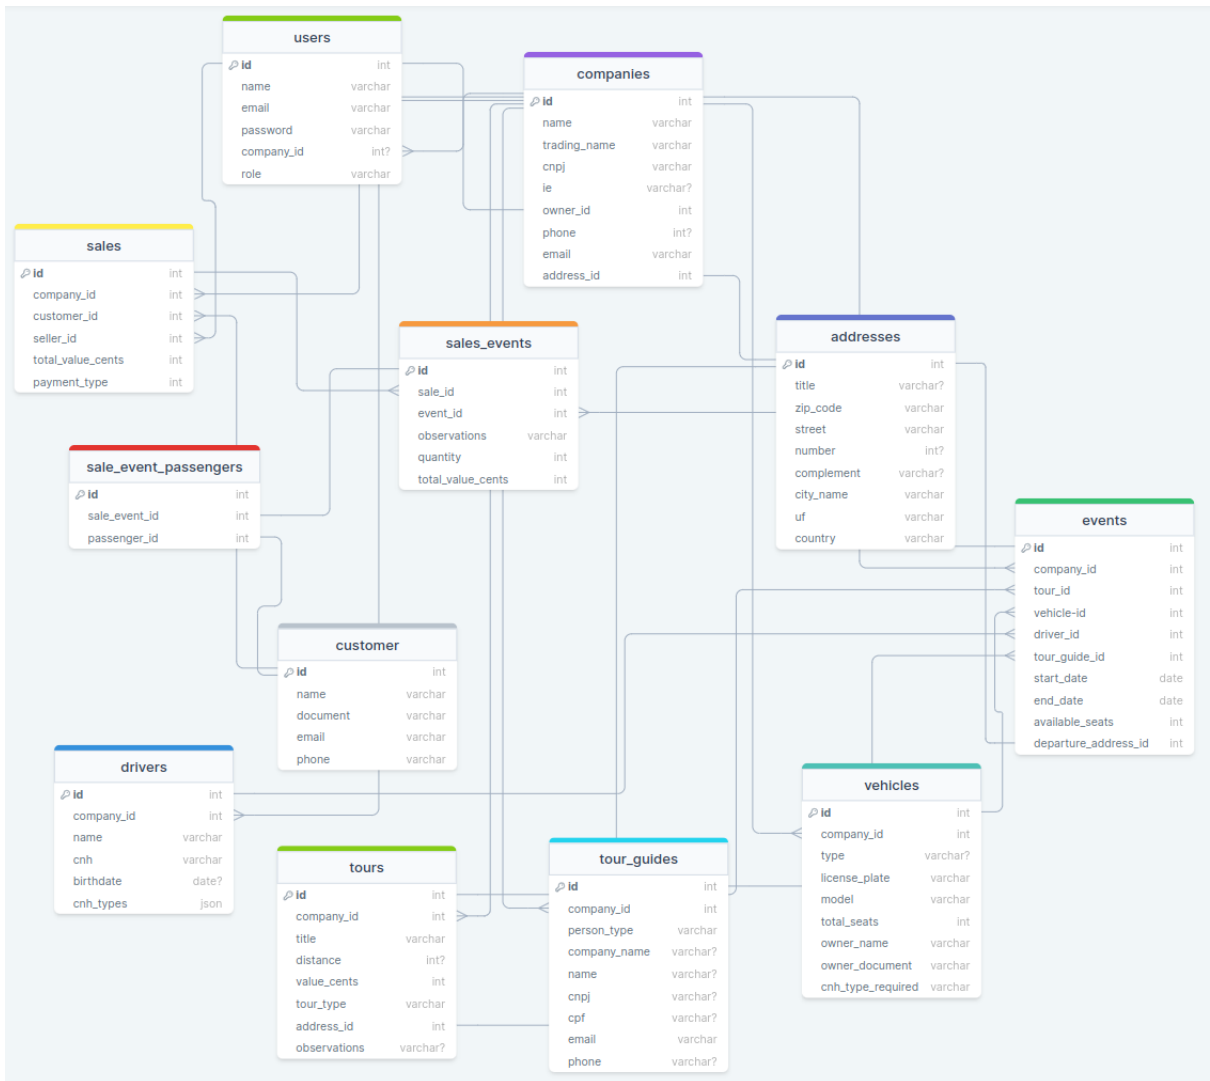 users
id int
name varchar
email varchar
password varchar
company_id int?
role varchar
companies
id int
name varchar
trading_name varchar
cnpj varchar
ie varchar?
owner_id int
phone int?
email varchar
address_id int
sales
id int
company_id int
customer_id int
seller_id int
total_value_cents int
payment_type int
sales_events
id int
sale_id int
event_id int
observations varchar
quantity int
total_value_cents int
addresses
id int
title varchar?
zip_code varchar
street varchar
number int?
complement varchar?
city_name varchar
uf varchar
country varchar
sale_event_passengers
id int
sale_event_id int
passenger_id int
events
id int
company_id int
tour_id int
vehicle-id int
driver_id int
tour_guide_id int
start_date date
end_date date
available_seats int
departure_address_id int
customer
id int
name varchar
document varchar
email varchar
phone varchar
drivers
id int
company_id int
name varchar
cnh varchar
birthdate date?
cnh_types json
tours
id int
company_id int
title varchar
distance int?
value_cents int
tour_type varchar
address_id int
observations varchar?
tour_guides
id int
company_id int
person_type varchar
company_name varchar?
name varchar?
cnpj varchar?
cpf varchar?
email varchar
phone varchar?
vehicles
id int
company_id int
type varchar?
license_plate varchar
model varchar
total_seats int
owner_name varchar
owner_document varchar
cnh_type_required varchar